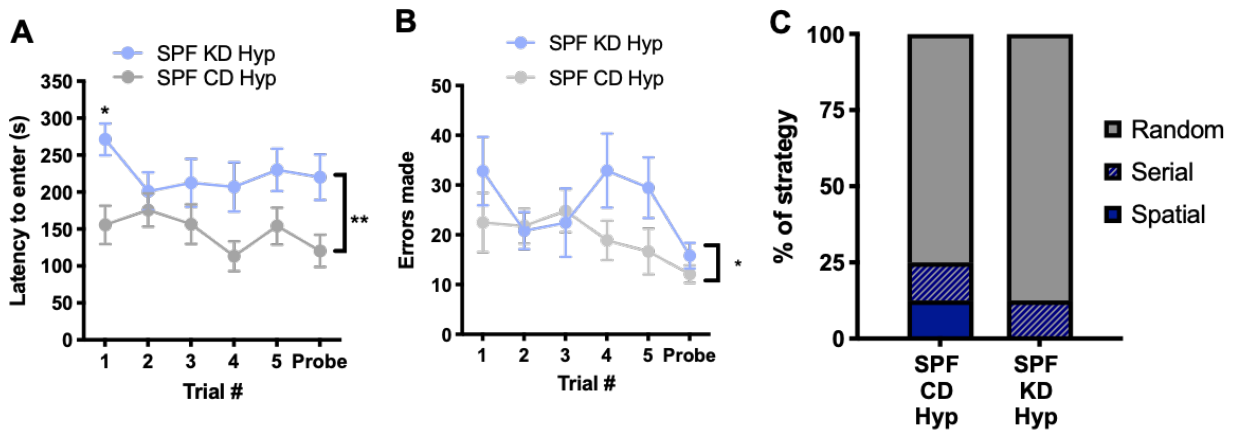 A
SPF KD Hyp
SPF CD Hyp
Latency to enter (s)
350
300
250
200
150
100
50
0
*
**
1 2 3 4 5 Probe
Trial #
B
SPF KD Hyp
SPF CD Hyp
Errors made
50
40
30
20
10
0
*
1 2 3 4 5 Probe
Trial #
C
% of strategy
100
75
50
25
0
Random
Serial
Spatial
SPF
CD
Hyp
SPF
KD
Hyp